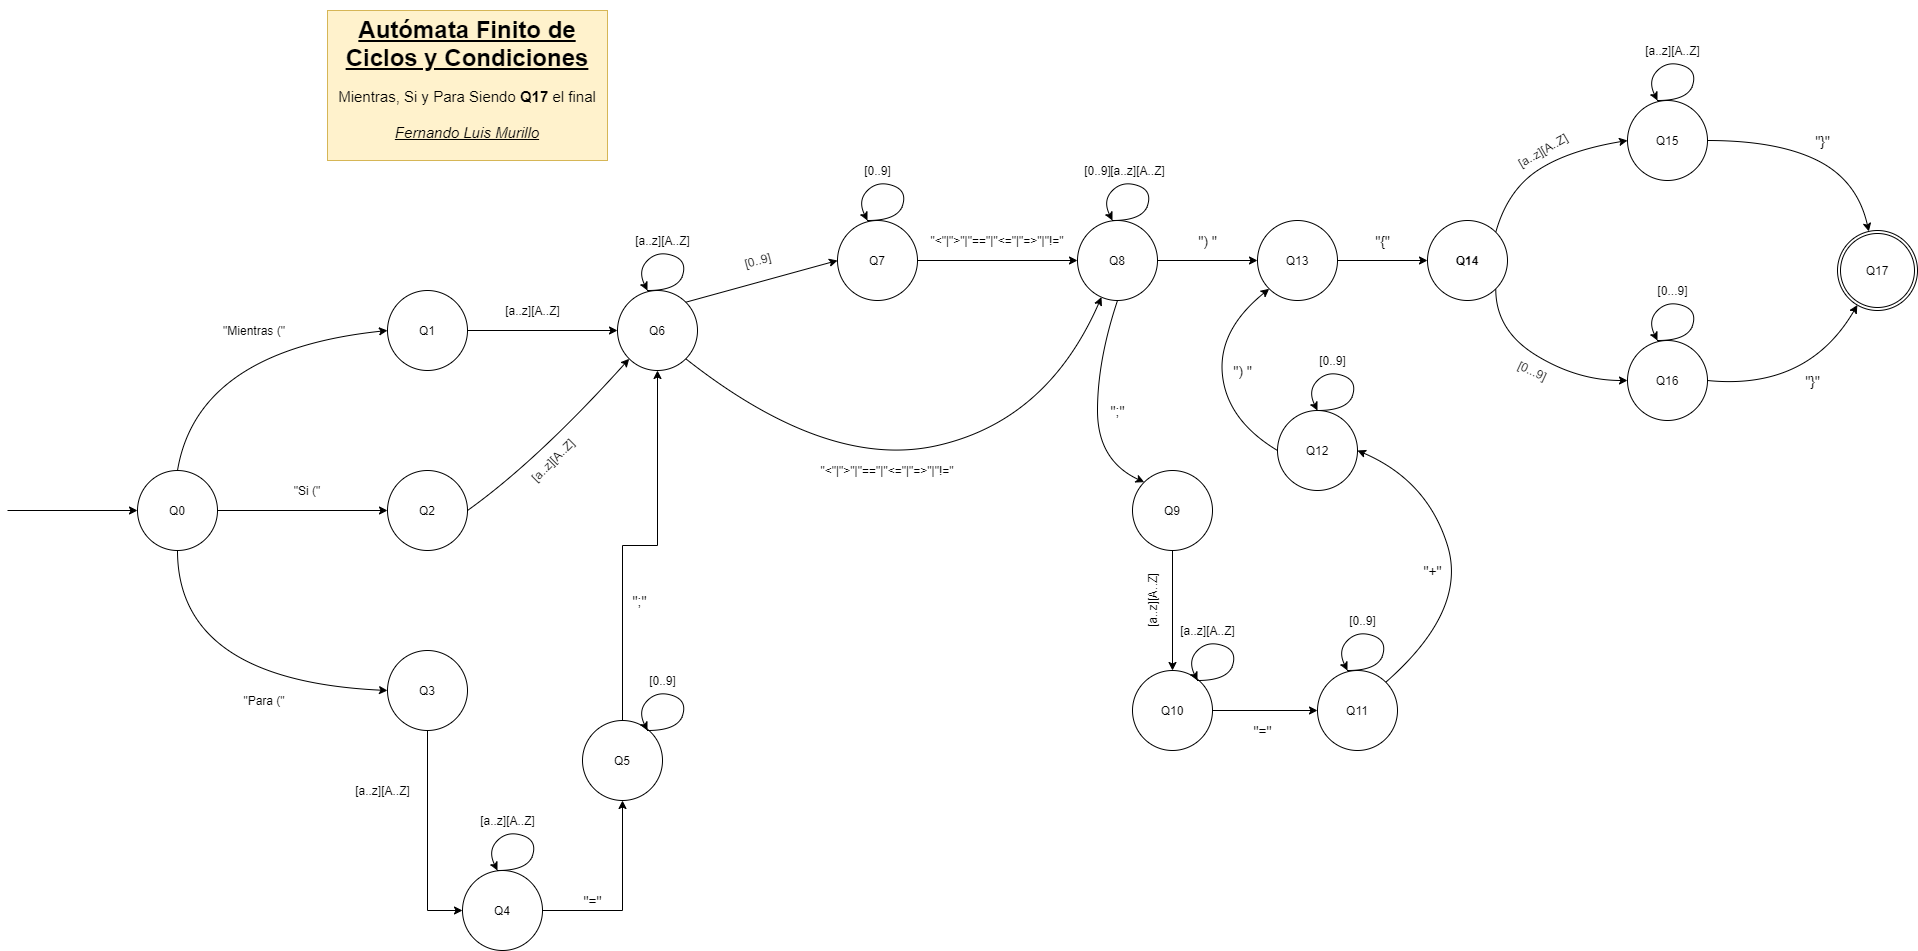 Autómata Finito de
Ciclos y Condiciones
Mientras, Si y Para Siendo Q17 el final
Fernando Luis Murillo
[a..z][A..Z]
Q15
[a..z][A..Z]
"}"
[0..9]
[0..9][a..z][A..Z]
[a..z][A..Z]
[0..9]
Q7
"<"|">"|"=="|"<="|"=>"|"!="
Q8
") "
Q13
"{"
Q14
Q17
"Mientras ("
Q1
[a..z][A..Z]
Q6
[0...9]
[0...9]
Q16
"}"
[0..9]
") "
Q12
";"
[a..z][A..Z]
"<"|">"|"=="|"<="|"=>"|"!="
Q0
"Si ("
Q2
Q9
"+"
";"
[a..z][A..Z]
[a..z][A..Z]
[0..9]
Q10
"="
Q11
"Para ("
Q3
[0..9]
Q5
[a..z][A..Z]
[a..z][A..Z]
Q4
"="